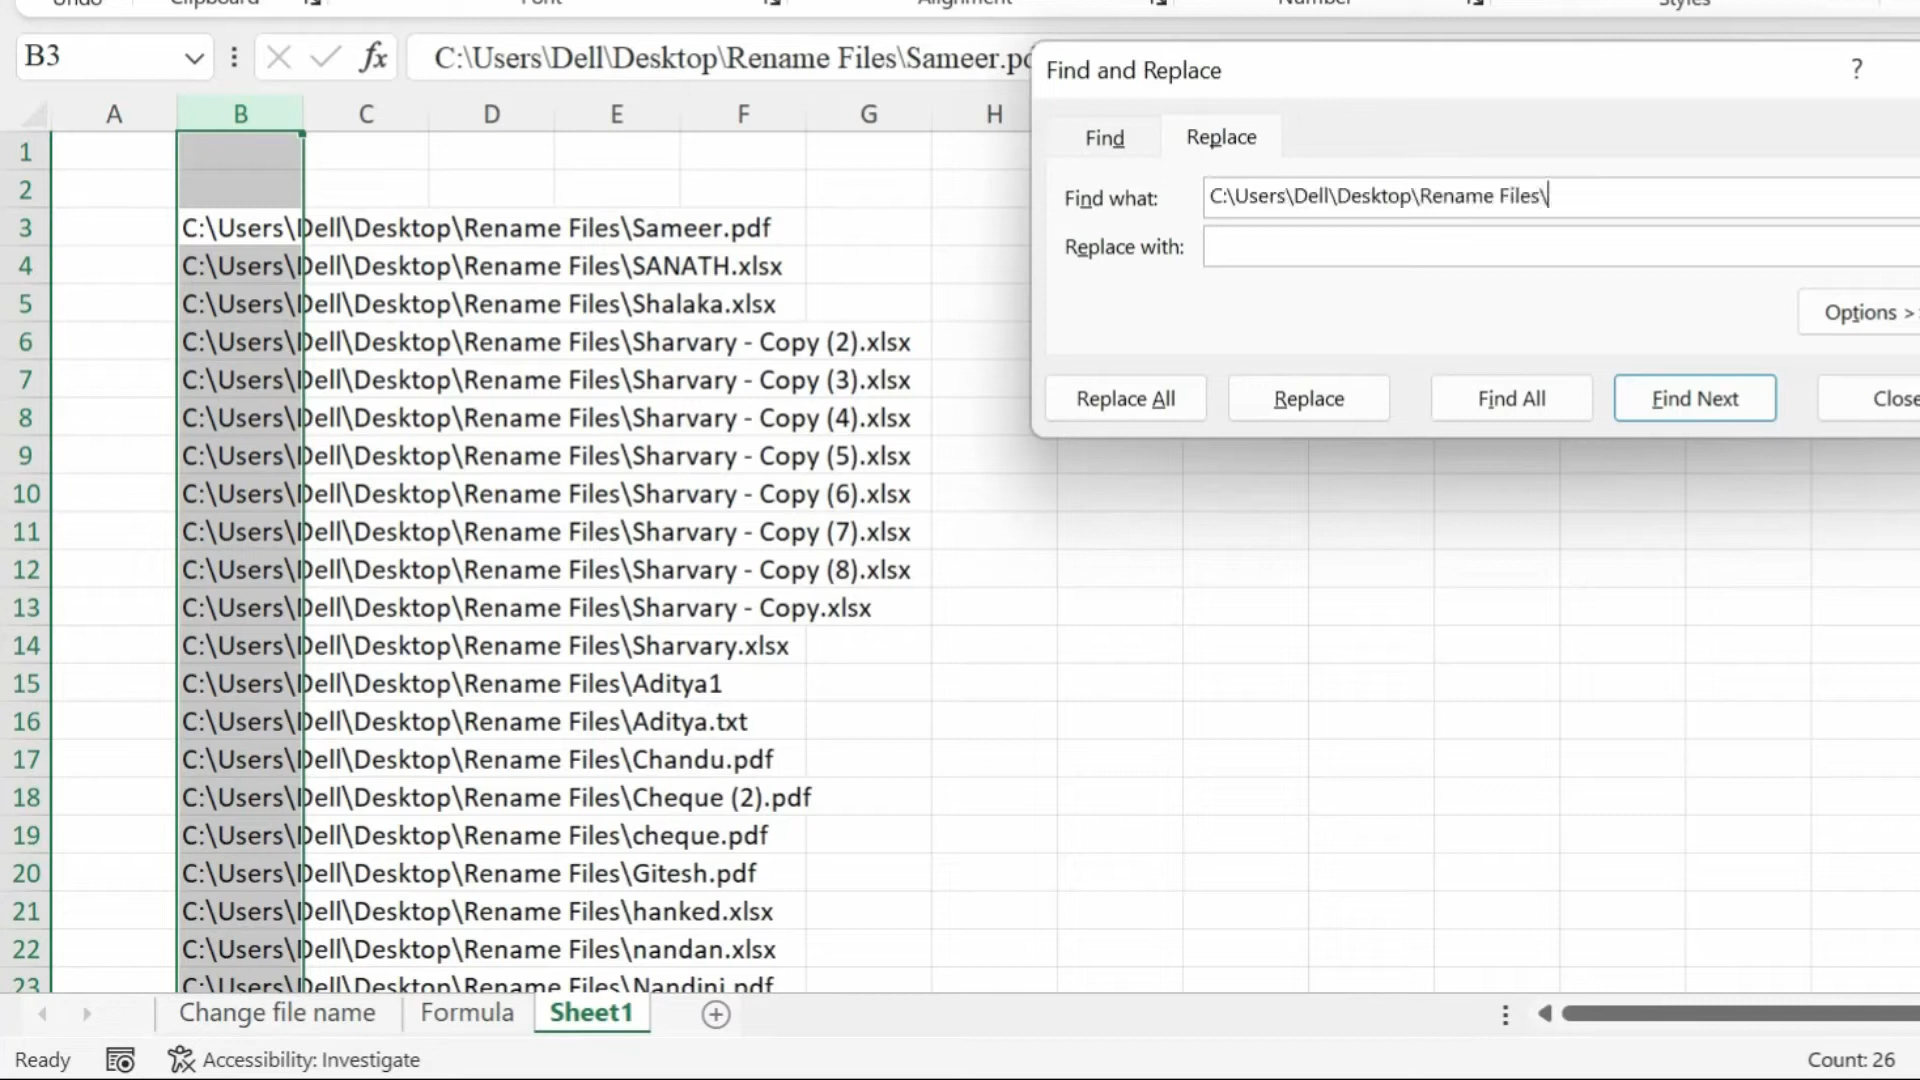 Undo Clipboard Font Alignment Number Styles
B3 fx C:\Users\Dell\Desktop\Rename Files\Sameer.pd
Find and Replace ?
A B C D E F G H
Find Replace
Find what: C:\Users\Dell\Desktop\Rename Files\
Replace with:
Options >
Replace All Replace Find All Find Next Close
1
2
3 C:\Users\Dell\Desktop\Rename Files\Sameer.pdf
4 C:\Users\Dell\Desktop\Rename Files\SANATH.xlsx
5 C:\Users\Dell\Desktop\Rename Files\Shalaka.xlsx
6 C:\Users\Dell\Desktop\Rename Files\Sharvary - Copy (2).xlsx
7 C:\Users\Dell\Desktop\Rename Files\Sharvary - Copy (3).xlsx
8 C:\Users\Dell\Desktop\Rename Files\Sharvary - Copy (4).xlsx
9 C:\Users\Dell\Desktop\Rename Files\Sharvary - Copy (5).xlsx
10 C:\Users\Dell\Desktop\Rename Files\Sharvary - Copy (6).xlsx
11 C:\Users\Dell\Desktop\Rename Files\Sharvary - Copy (7).xlsx
12 C:\Users\Dell\Desktop\Rename Files\Sharvary - Copy (8).xlsx
13 C:\Users\Dell\Desktop\Rename Files\Sharvary - Copy.xlsx
14 C:\Users\Dell\Desktop\Rename Files\Sharvary.xlsx
15 C:\Users\Dell\Desktop\Rename Files\Aditya1
16 C:\Users\Dell\Desktop\Rename Files\Aditya.txt
17 C:\Users\Dell\Desktop\Rename Files\Chandu.pdf
18 C:\Users\Dell\Desktop\Rename Files\Cheque (2).pdf
19 C:\Users\Dell\Desktop\Rename Files\cheque.pdf
20 C:\Users\Dell\Desktop\Rename Files\Gitesh.pdf
21 C:\Users\Dell\Desktop\Rename Files\hanked.xlsx
22 C:\Users\Dell\Desktop\Rename Files\nandan.xlsx
23 C:\Users\Dell\Desktop\Rename Files\Nandini.pdf
Change file name Formula Sheet1
Ready Accessibility: Investigate Count: 26